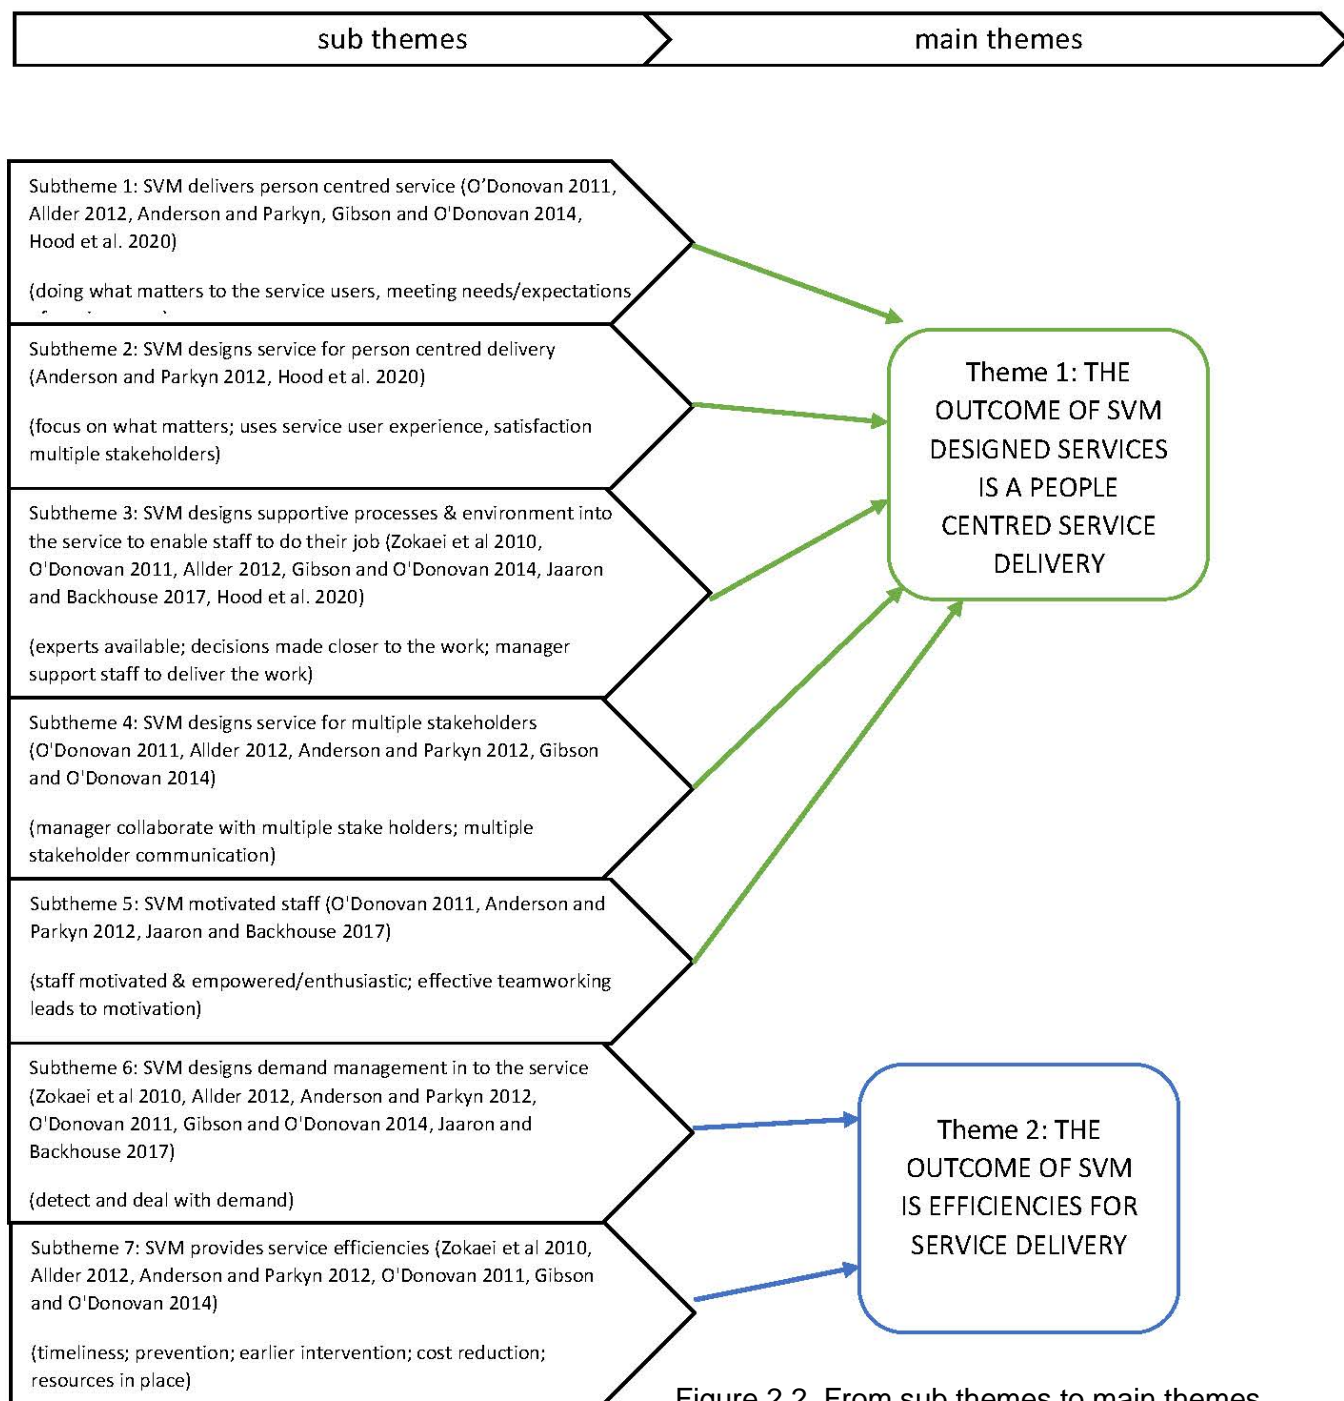 sub themes
main themes
Subtheme 1: SVM delivers person centred service (O’Donovan 2011,
Allder 2012, Anderson and Parkyn, Gibson and O'Donovan 2014,
Hood et al. 2020)
(doing what matters to the service users, meeting needs/expectations
Subtheme 2: SVM designs service for person centred delivery
(Anderson and Parkyn 2012, Hood et al. 2020)
(focus on what matters; uses service user experience, satisfaction
multiple stakeholders)
Subtheme 3: SVM designs supportive processes & environment into
the service to enable staff to do their job (Zokaei et al 2010,
O'Donovan 2011, Allder 2012, Gibson and O'Donovan 2014, Jaaron
and Backhouse 2017, Hood et al. 2020)
(experts available; decisions made closer to the work; manager
support staff to deliver the work)
Subtheme 4: SVM designs service for multiple stakeholders
(O'Donovan 2011, Allder 2012, Anderson and Parkyn 2012, Gibson
and O'Donovan 2014)
(manager collaborate with multiple stake holders; multiple
stakeholder communication)
Subtheme 5: SVM motivated staff (O'Donovan 2011, Anderson and
Parkyn 2012, Jaaron and Backhouse 2017)
(staff motivated & empowered/enthusiastic; effective teamworking
leads to motivation)
Subtheme 6: SVM designs demand management in to the service
(Zokaei et al 2010, Allder 2012, Anderson and Parkyn 2012,
O'Donovan 2011, Gibson and O'Donovan 2014, Jaaron and
Backhouse 2017)
(detect and deal with demand)
Subtheme 7: SVM provides service efficiencies (Zokaei et al 2010,
Allder 2012, Anderson and Parkyn 2012, O'Donovan 2011, Gibson
and O'Donovan 2014)
(timeliness; prevention; earlier intervention; cost reduction;
resources in place)
Theme 1: THE
OUTCOME OF SVM
DESIGNED SERVICES
IS A PEOPLE
CENTRED SERVICE
DELIVERY
Theme 2: THE
OUTCOME OF SVM
IS EFFICIENCIES FOR
SERVICE DELIVERY
Figure 2.2. From sub themes to main themes